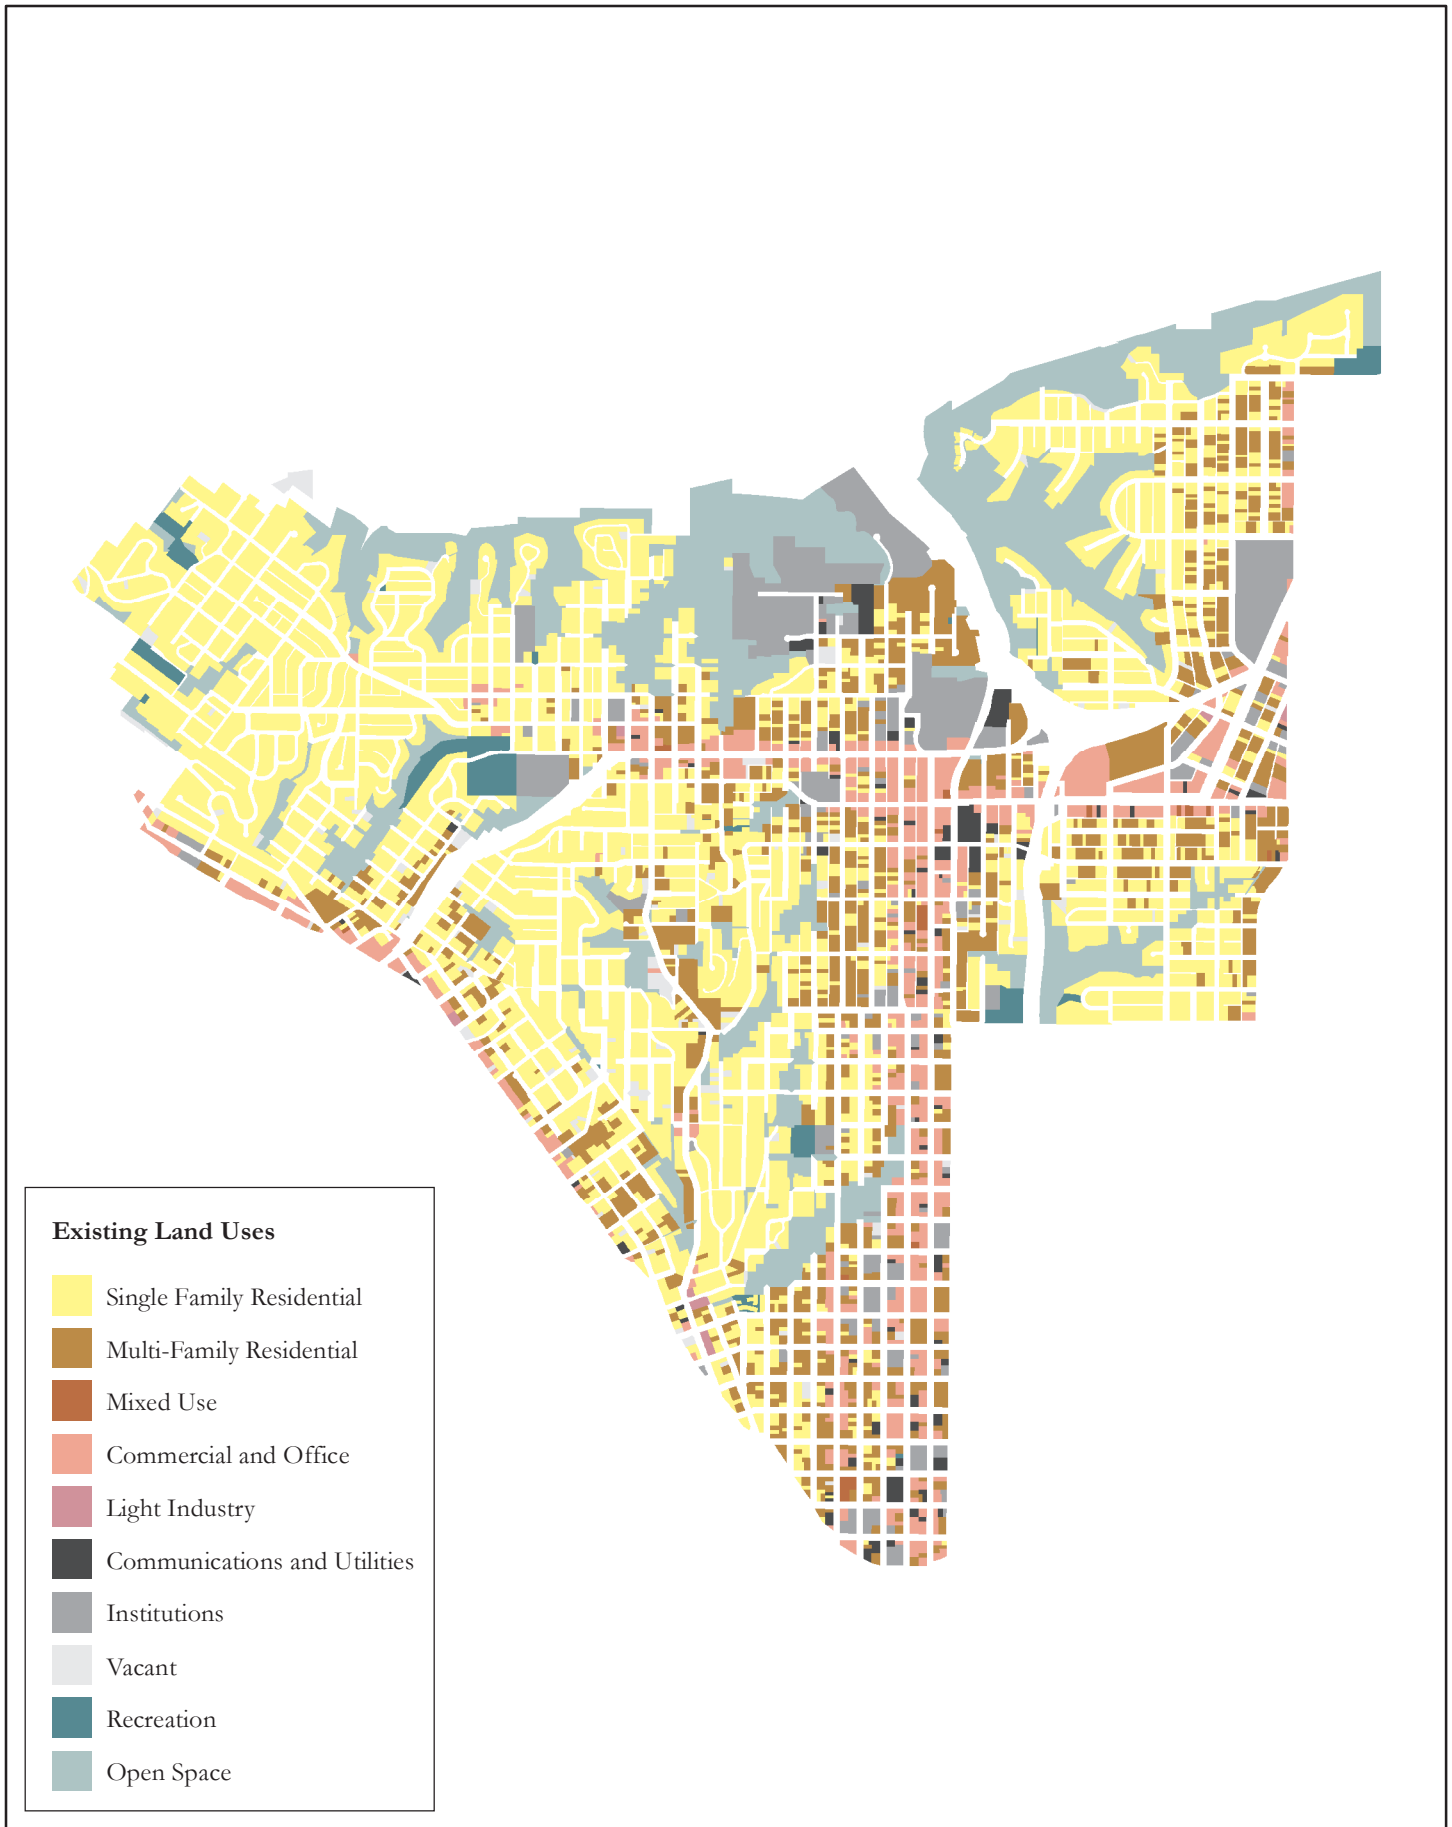 Existing Land Uses
Single Family Residential
Multi-Family Residential
Mixed Use
Commercial and Office
Light Industry
Communications and Utilities
Institutions
Vacant
Recreation
Open Space